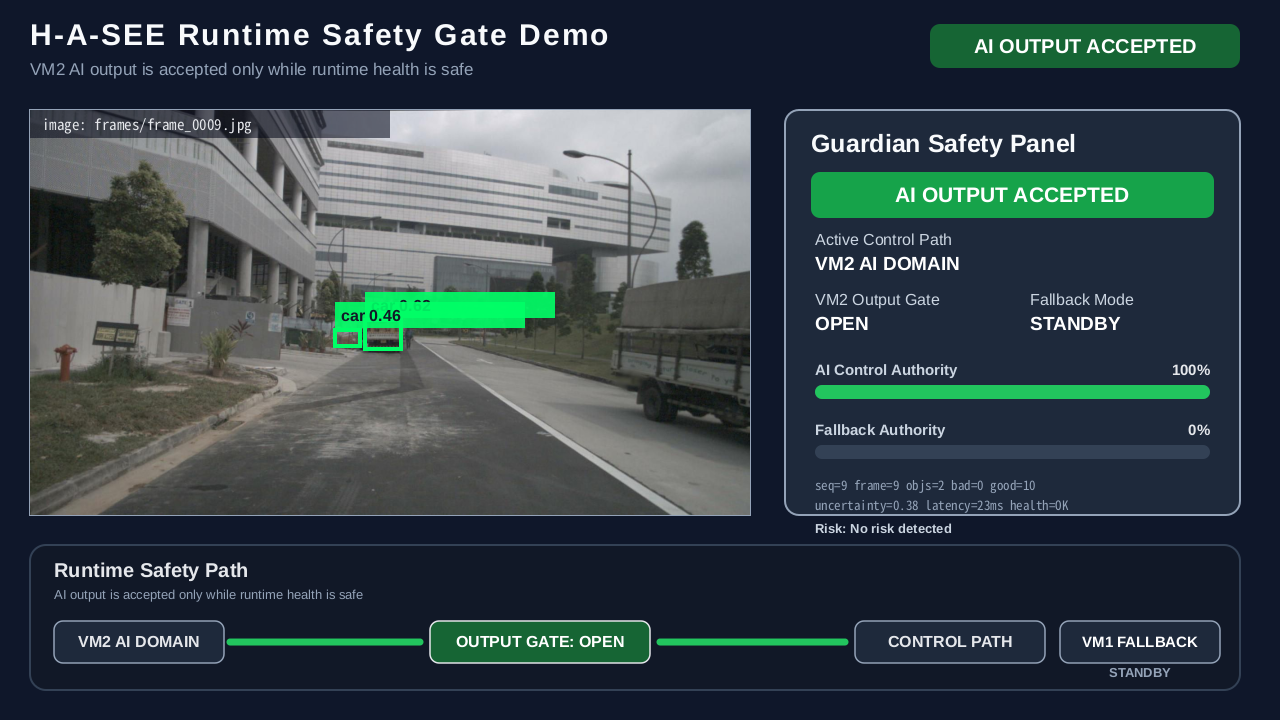 H-A-SEE Runtime Safety Gate Demo
VM2 AI output is accepted only while runtime health is safe
AI OUTPUT ACCEPTED
image: frames/frame_0009.jpg
car 0.62
car 0.46
Guardian Safety Panel
AI OUTPUT ACCEPTED
Active Control Path
VM2 AI DOMAIN
VM2 Output Gate
OPEN
Fallback Mode
STANDBY
AI Control Authority 100%
Fallback Authority 0%
seq=9 frame=9 objs=2 bad=0 good=10
uncertainty=0.38 latency=23ms health=OK
Risk: No risk detected
Runtime Safety Path
AI output is accepted only while runtime health is safe
VM2 AI DOMAIN
OUTPUT GATE: OPEN
CONTROL PATH
VM1 FALLBACK
STANDBY